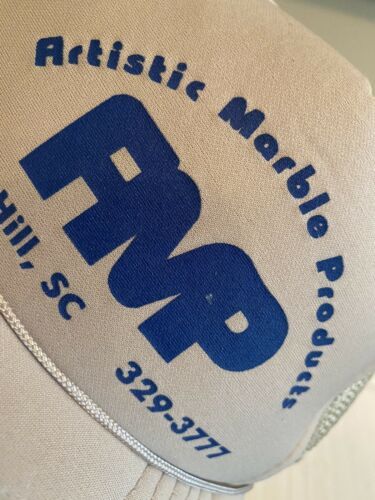 Artistic Marble Products
AMP
Hill, SC
329-3777